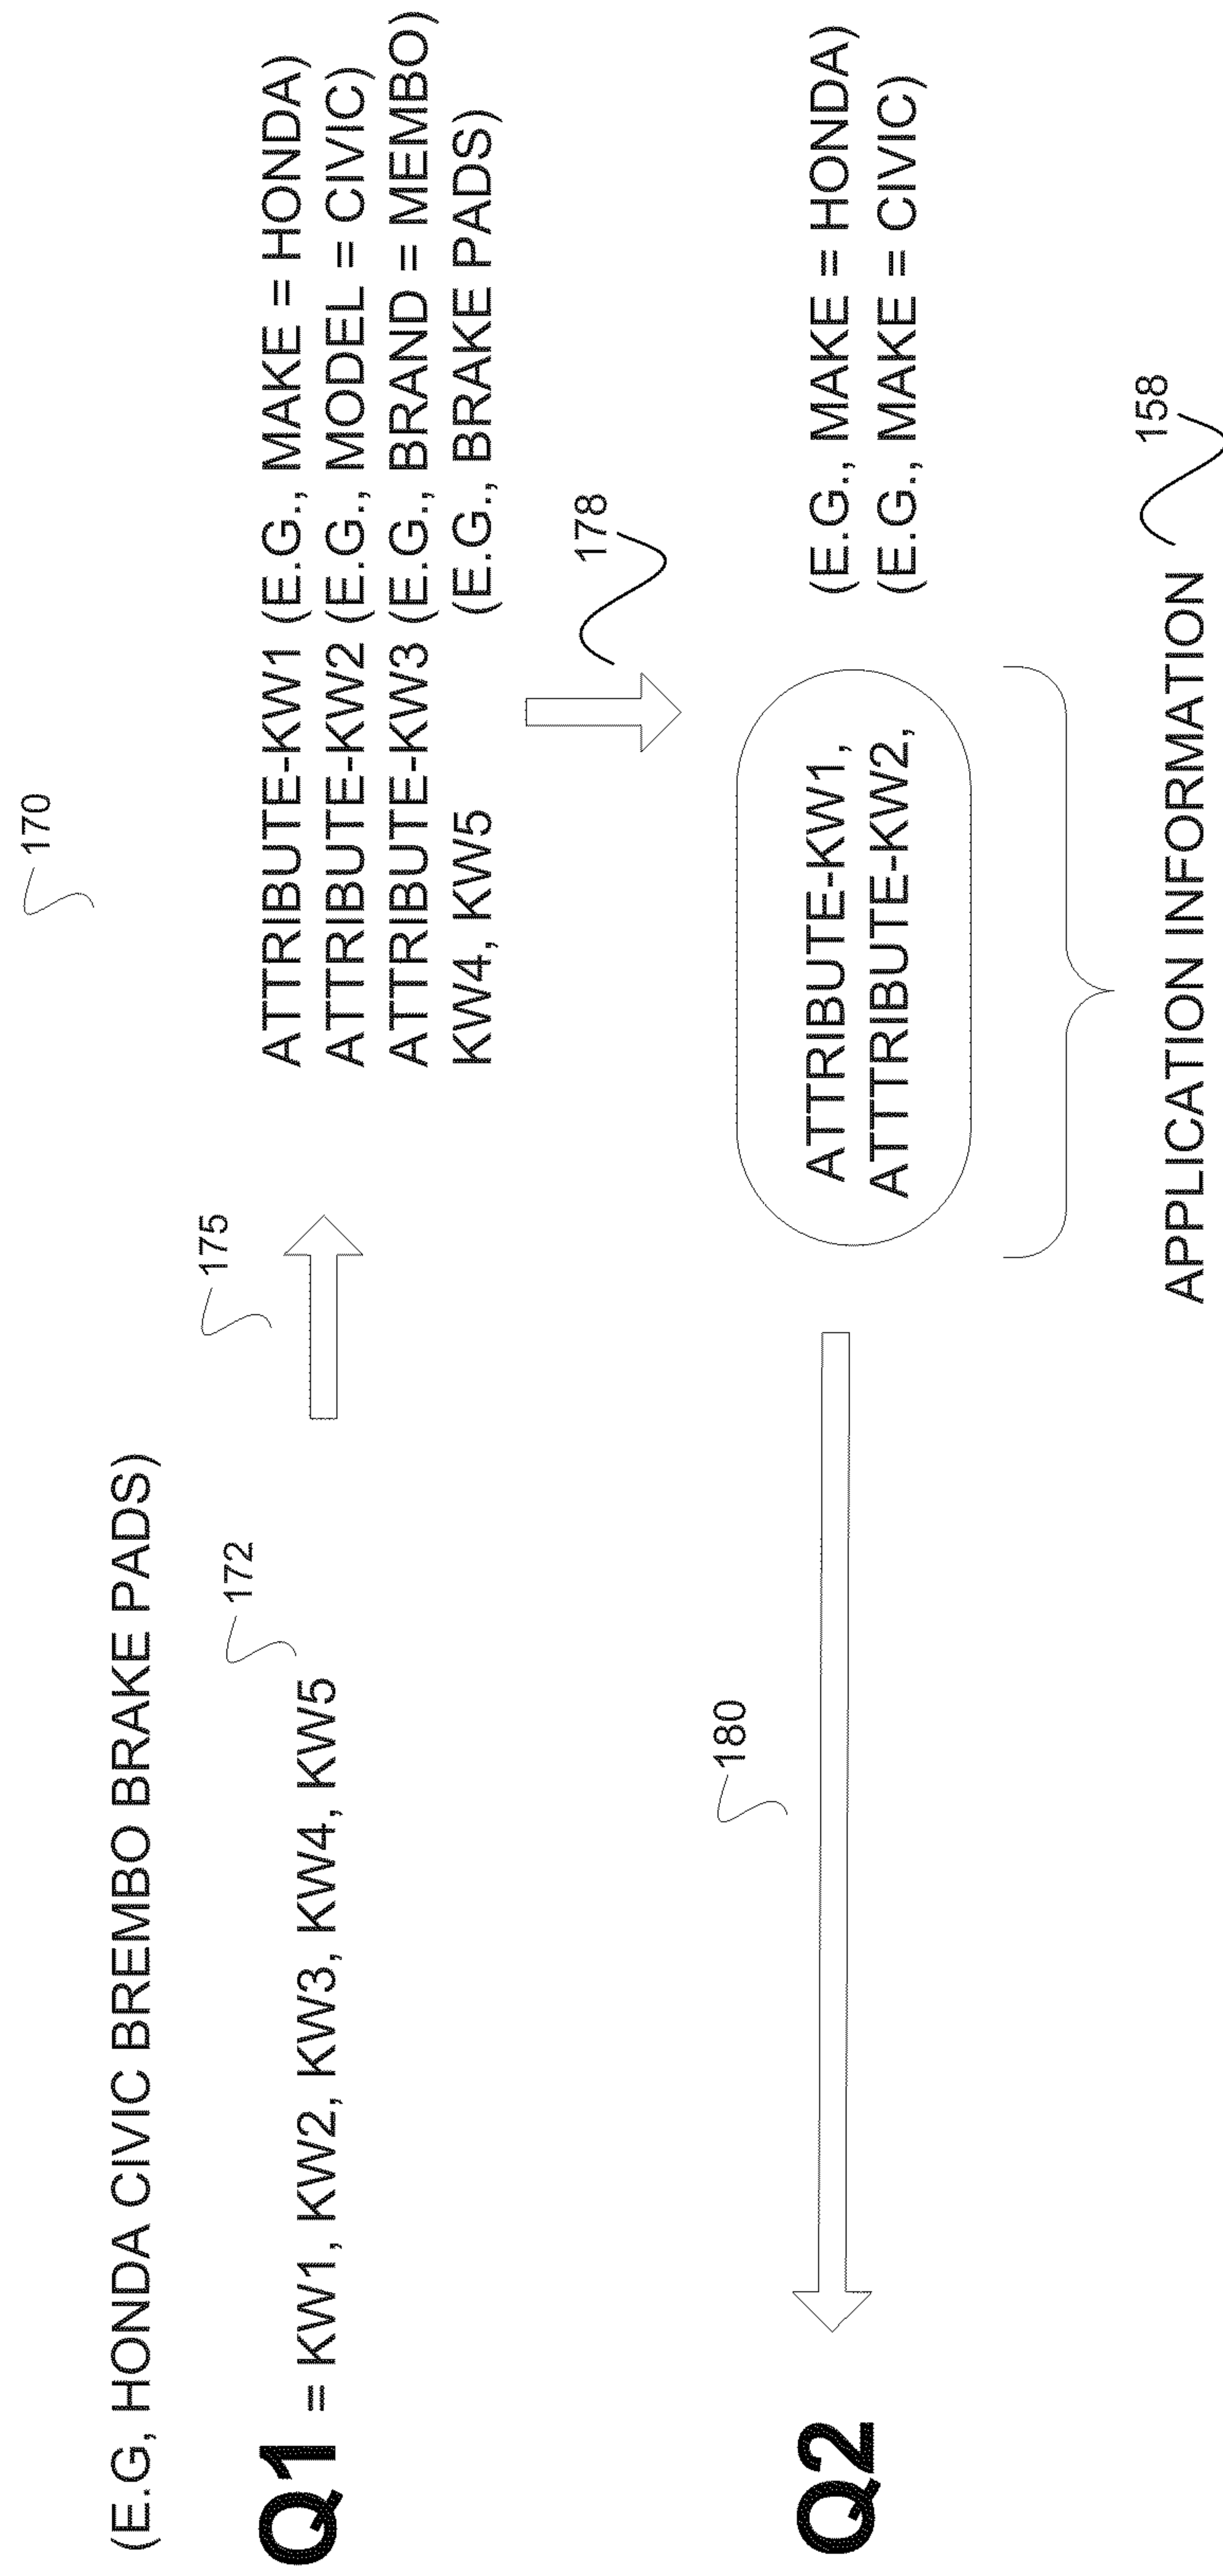 170
(E.G, HONDA CIVIC BREMBO BRAKE PADS)
172
175
Q1 = KW1, KW2, KW3, KW4, KW5
ATTRIBUTE-KW1 (E.G., MAKE = HONDA)
ATTRIBUTE-KW2 (E.G., MODEL = CIVIC)
ATTRIBUTE-KW3 (E.G., BRAND = MEMBO)
KW4, KW5 (E.G., BRAKE PADS)
178
180
Q2
ATTRIBUTE-KW1, (E.G., MAKE = HONDA)
ATTTRIBUTE-KW2, (E.G., MAKE = CIVIC)
APPLICATION INFORMATION
158